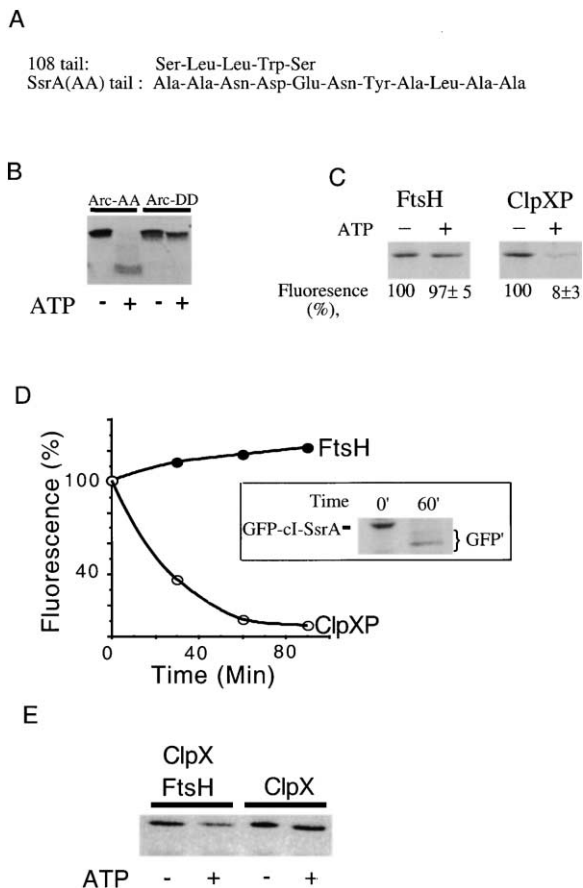 A
108 tail: Ser-Leu-Leu-Trp-Ser
SsrA(AA) tail : Ala-Ala-Asn-Asp-Glu-Asn-Tyr-Ala-Leu-Ala-Ala
B
Arc-AA Arc-DD
ATP - + - +
C
FtsH ClpXP
ATP − + − +
Fluoresence 100 97± 5 100 8±3
(%),
D
Fluorescence (%)
100
40
0 40 80
Time (Min)
FtsH
ClpXP
Time 0' 60'
GFP-cI-SsrA
GFP'
E
ClpX
FtsH ClpX
ATP - + - +